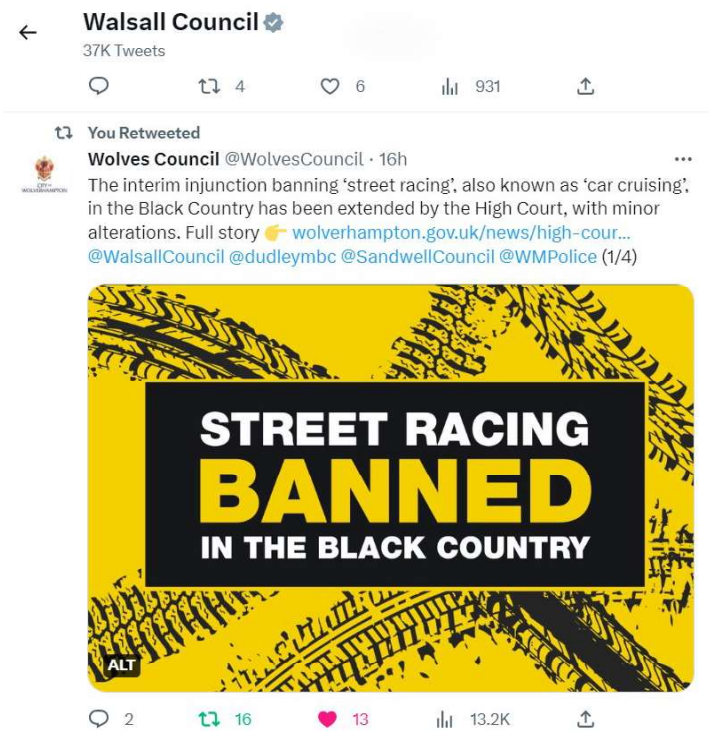 Walsall Council
37K Tweets
4 6 931
You Retweeted
Wolves Council @WolvesCouncil · 16h
CITY OF
WOLVERHAMPTON
The interim injunction banning ‘street racing’, also known as ‘car cruising’,
in the Black Country has been extended by the High Court, with minor
alterations. Full story 👉 wolverhampton.gov.uk/news/high-cour...
@WalsallCouncil @dudleymbc @SandwellCouncil @WMPolice (1/4)
STREET RACING
BANNED
IN THE BLACK COUNTRY
ALT
2 16 13 13.2K